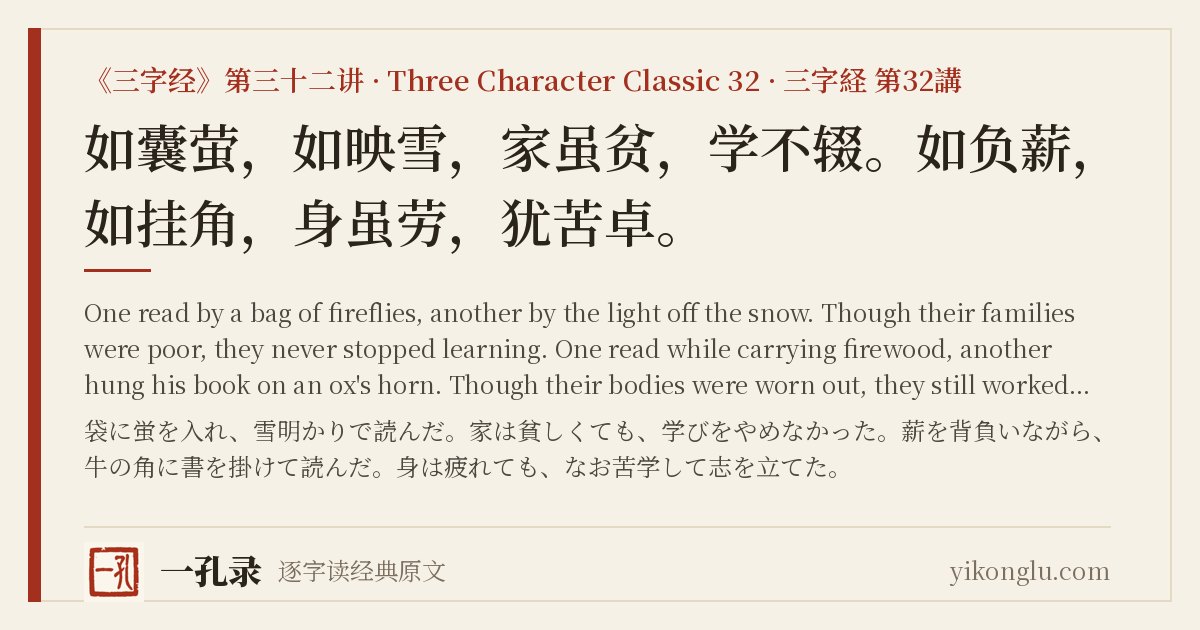 《三字经》第三十二讲 · Three Character Classic 32 · 三字経 第32講
如囊萤，如映雪，家虽贫，学不辍。如负薪，
如挂角，身虽劳，犹苦卓。
One read by a bag of fireflies, another by the light off the snow. Though their families
were poor, they never stopped learning. One read while carrying firewood, another
hung his book on an ox's horn. Though their bodies were worn out, they still worked...
袋に蛍を入れ、雪明かりで読んだ。家は貧しくても、学びをやめなかった。薪を背負いながら、
牛の角に書を掛けて読んだ。身は疲れても、なお苦学して志を立てた。
一孔
一孔录 逐字读经典原文 yikonglu.com